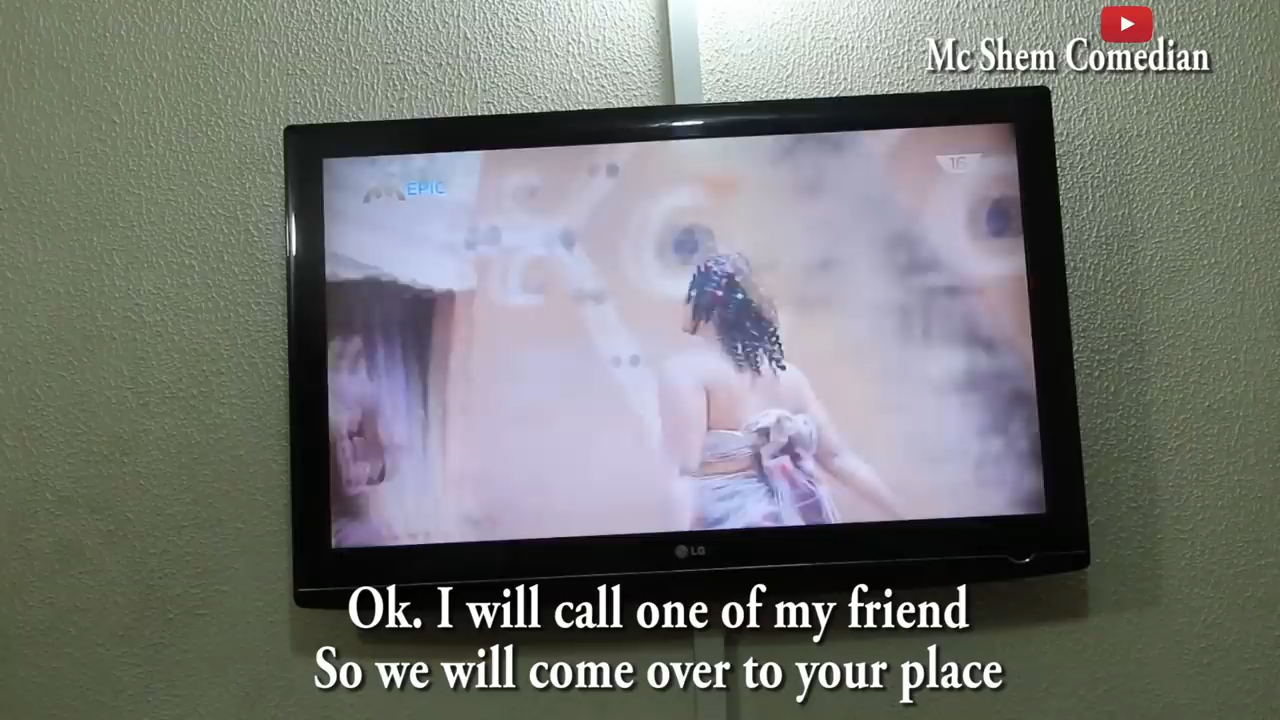 Mc Shem Comedian
EPIC
16
LG
Ok. I will call one of my friend
So we will come over to your place